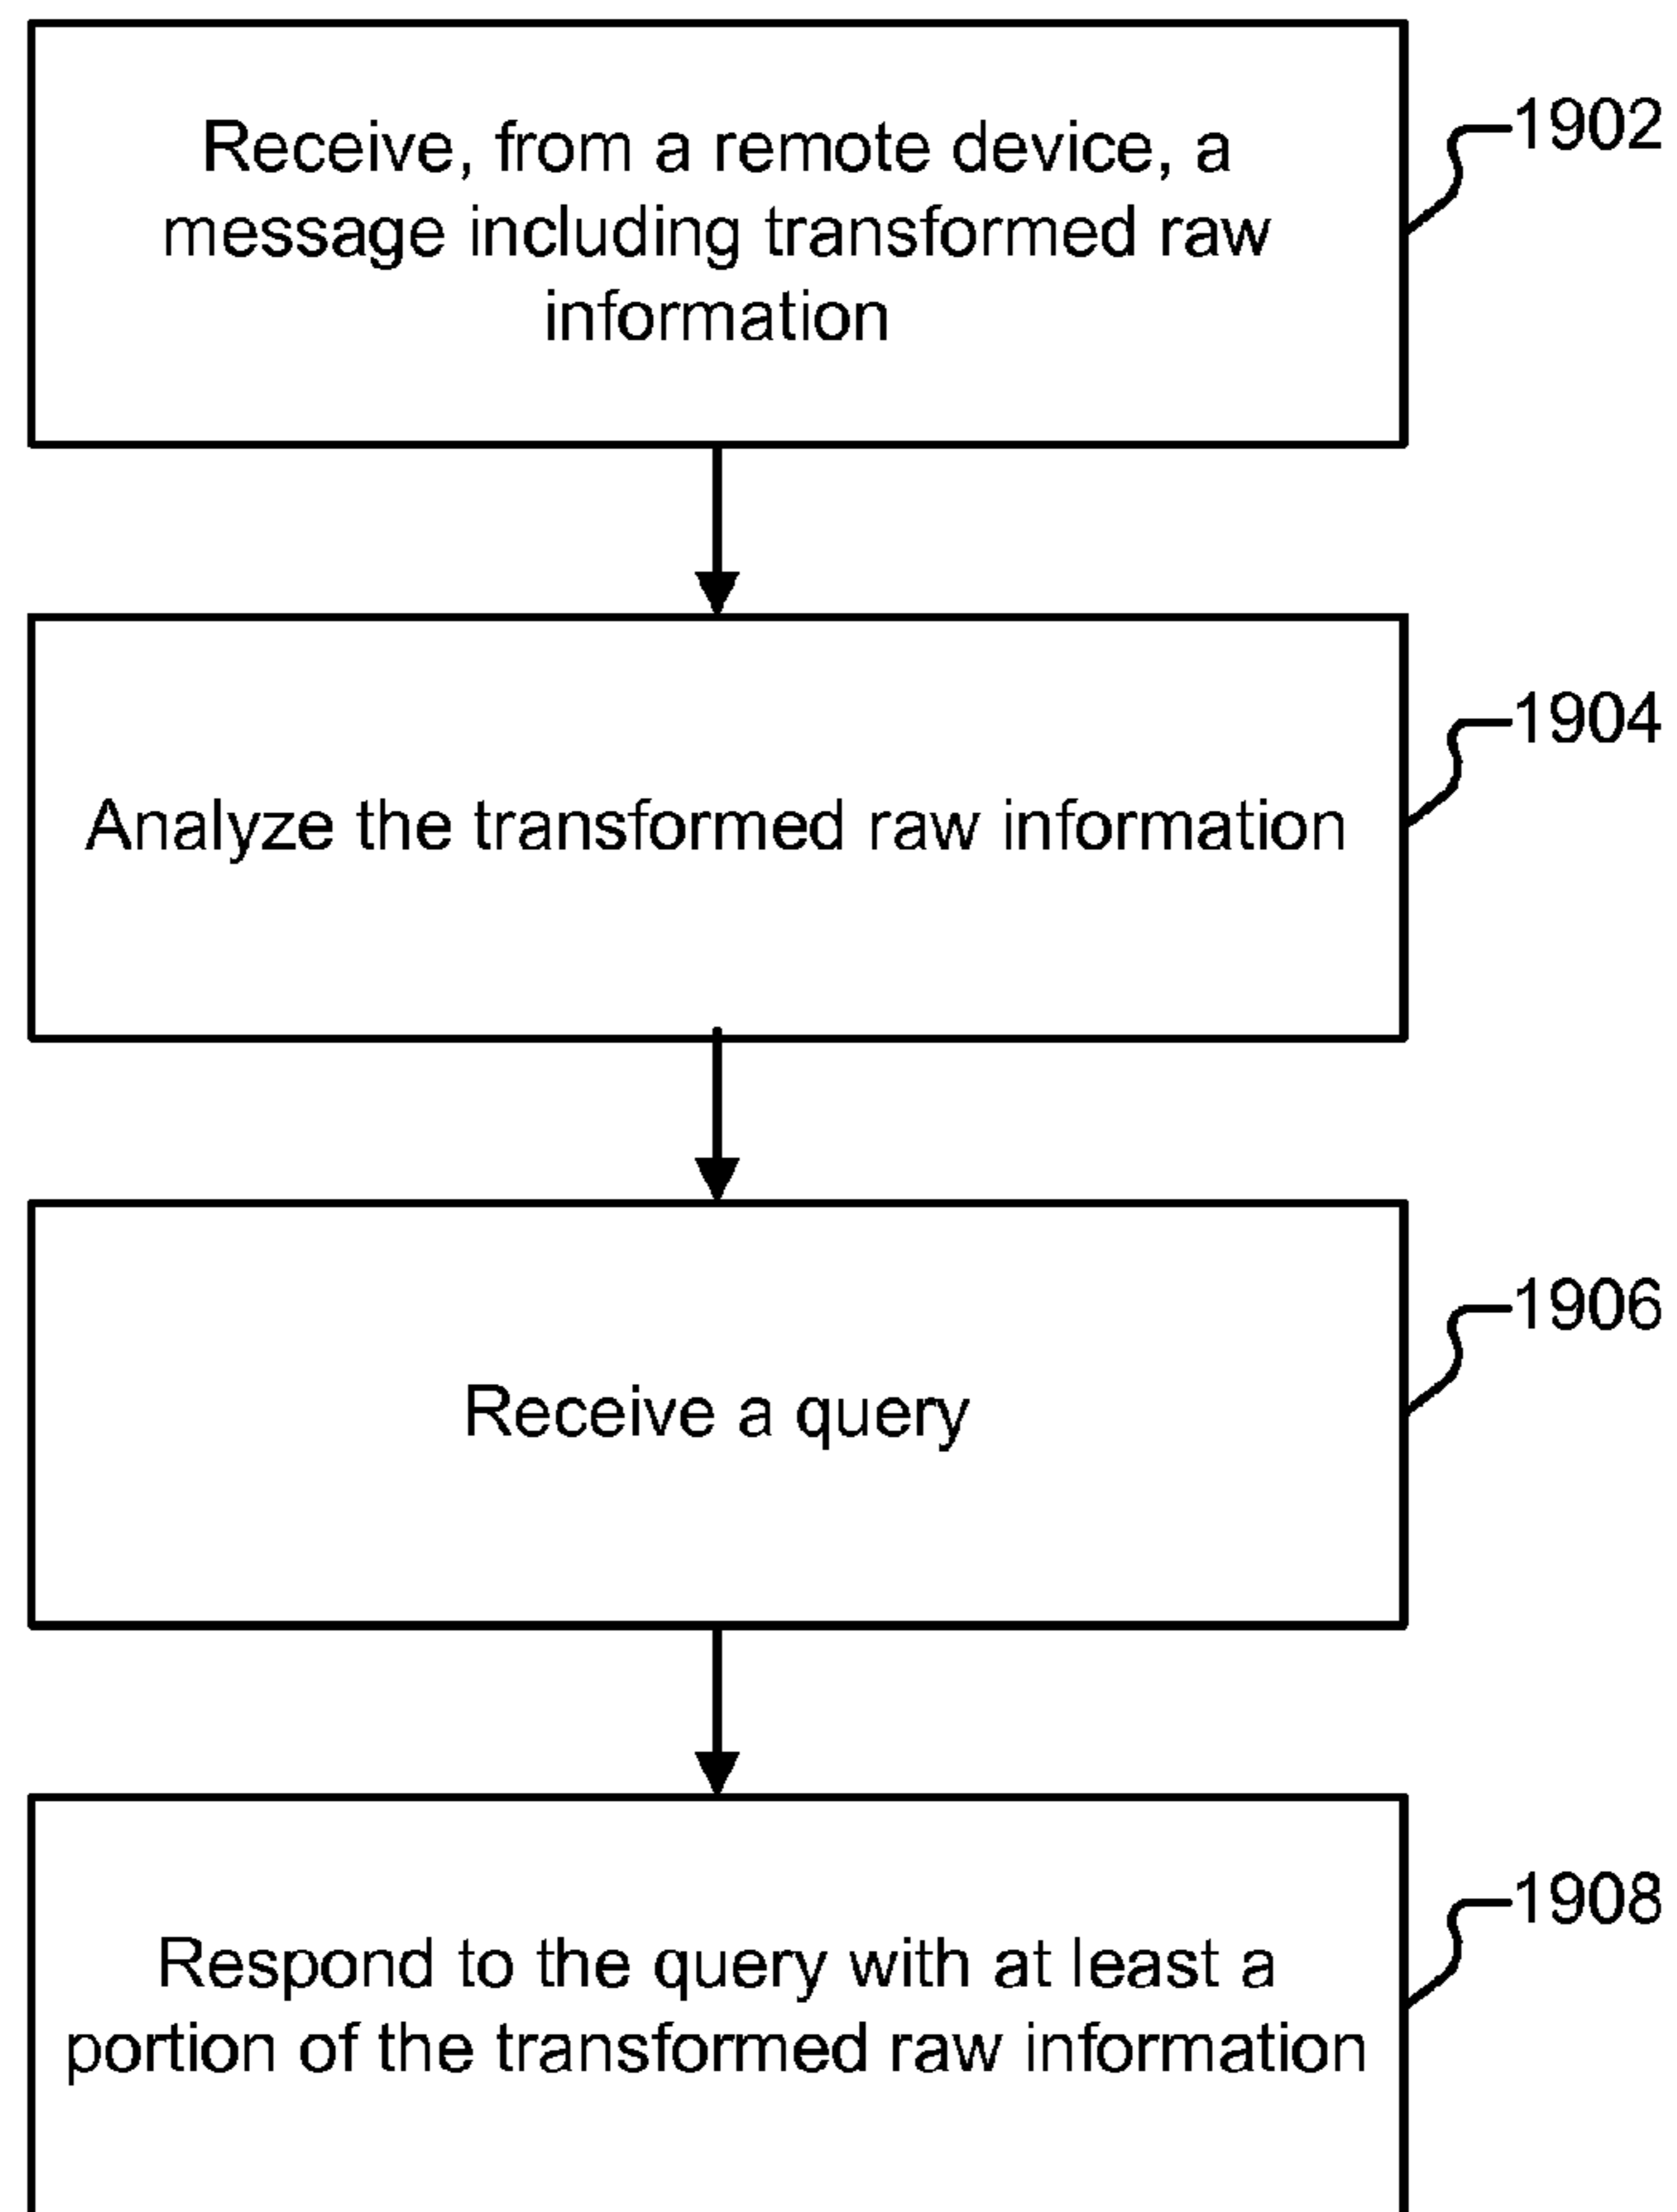 Receive, from a remote device, a
message including transformed raw
information
1902
Analyze the transformed raw information
1904
Receive a query
1906
Respond to the query with at least a
portion of the transformed raw information
1908